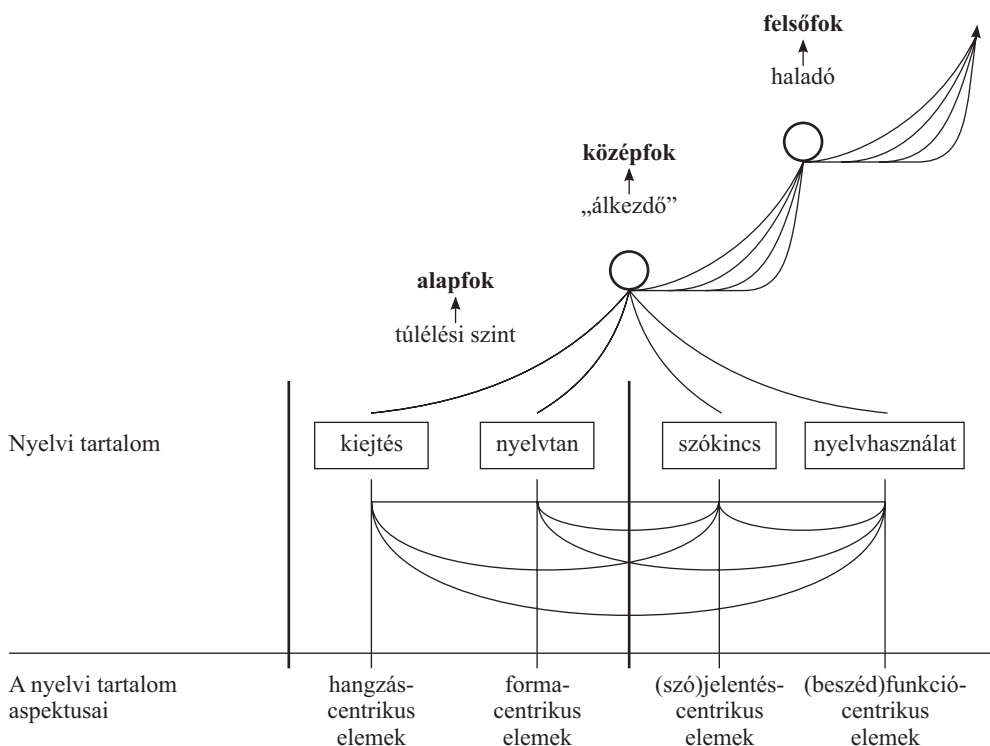 felsőfok
haladó
középfok
„álkezdő”
alapfok
túlélési szint
Nyelvi tartalom
kiejtés
nyelvtan
szókincs
nyelvhasználat
A nyelvi tartalom
aspektusai
hangzás-
centrikus
elemek
forma-
centrikus
elemek
(szó)jelentés-
centrikus
elemek
(beszéd)funkció-
centrikus
elemek